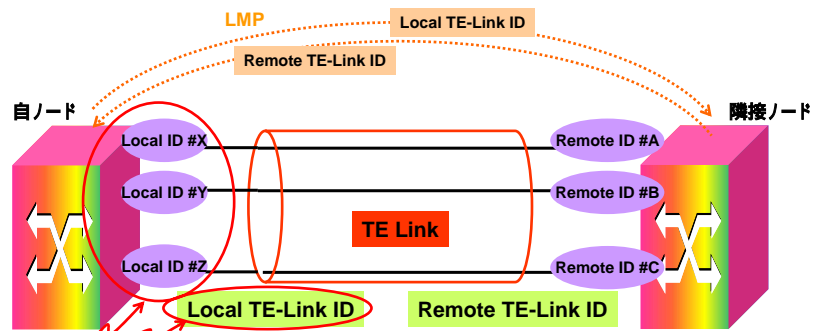 LMP
Local TE-Link ID
Remote TE-Link ID
自ノード
隣接ノード
Local ID #X
Remote ID #A
Local ID #Y
Remote ID #B
TE Link
Local ID #Z
Remote ID #C
Local TE-Link ID
Remote TE-Link ID